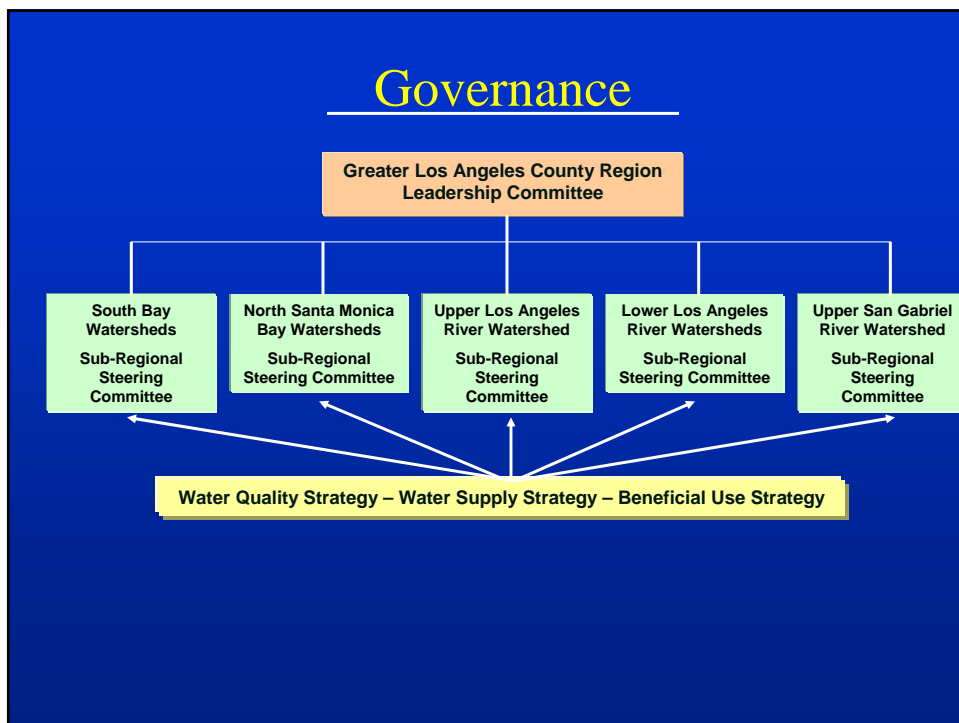 Governance
Greater Los Angeles County Region
Leadership Committee
South Bay
Watersheds
Sub-Regional
Steering
Committee
North Santa Monica
Bay Watersheds
Sub-Regional
Steering Committee
Upper Los Angeles
River Watershed
Sub-Regional
Steering
Committee
Lower Los Angeles
River Watersheds
Sub-Regional
Steering Committee
Upper San Gabriel
River Watershed
Sub-Regional
Steering
Committee
Water Quality Strategy – Water Supply Strategy – Beneficial Use Strategy